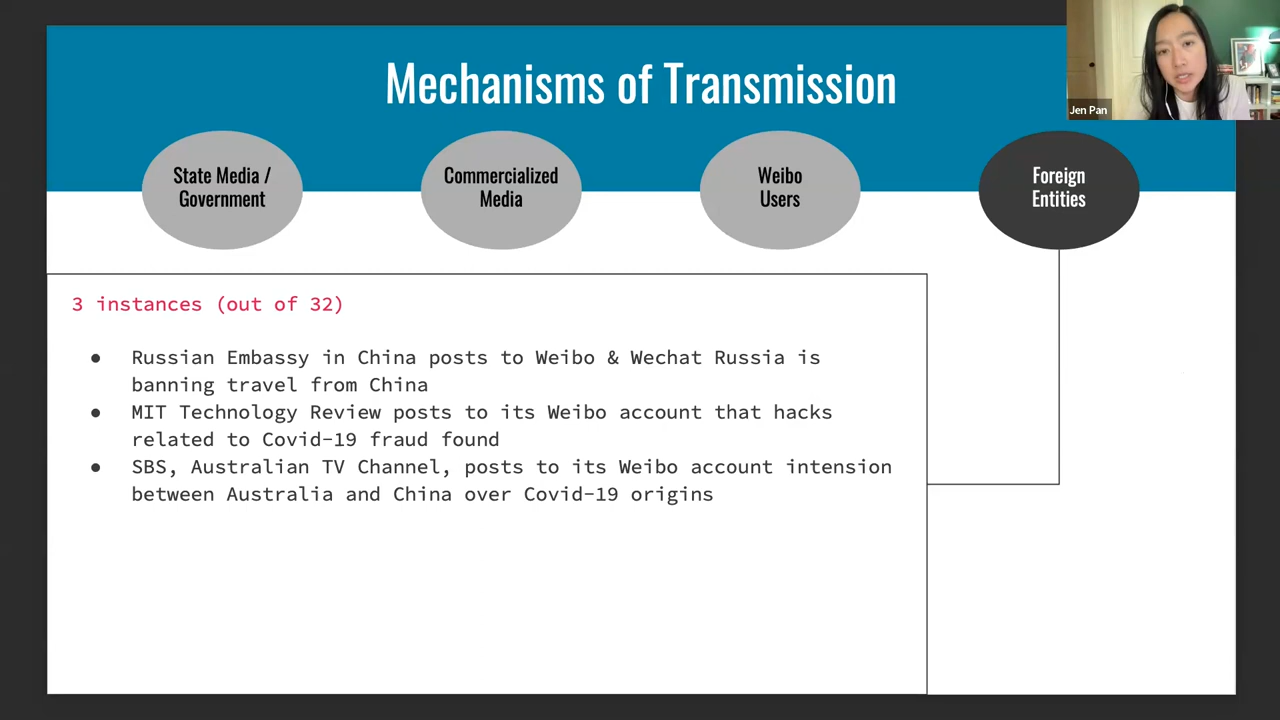 Mechanisms of Transmission
Jen Pan
State Media /
Government
Commercialized
Media
Weibo
Users
Foreign
Entities
3 instances (out of 32)
● Russian Embassy in China posts to Weibo & Wechat Russia is
banning travel from China
● MIT Technology Review posts to its Weibo account that hacks
related to Covid-19 fraud found
● SBS, Australian TV Channel, posts to its Weibo account intension
between Australia and China over Covid-19 origins